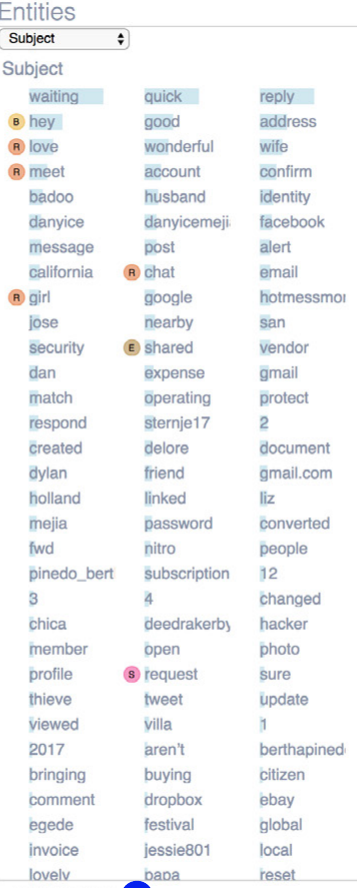 Entities
Subject
Subject
waiting quick reply
B hey good address
R love wonderful wife
R meet account confirm
badoo husband identity
danyice danyicemeji facebook
message post alert
california R chat email
R girl google hotmessmor
jose nearby san
security E shared vendor
dan expense gmail
match operating protect
respond sternje17 2
created delore document
dylan friend gmail.com
holland linked liz
mejia password converted
fwd nitro people
pinedo_bert subscription 12
3 4 changed
chica deedrakerby hacker
member open photo
profile S request sure
thieve tweet update
viewed villa 1
2017 aren't berthapined
bringing buying citizen
comment dropbox ebay
egede festival global
invoice jessie801 local
lovely papa reset